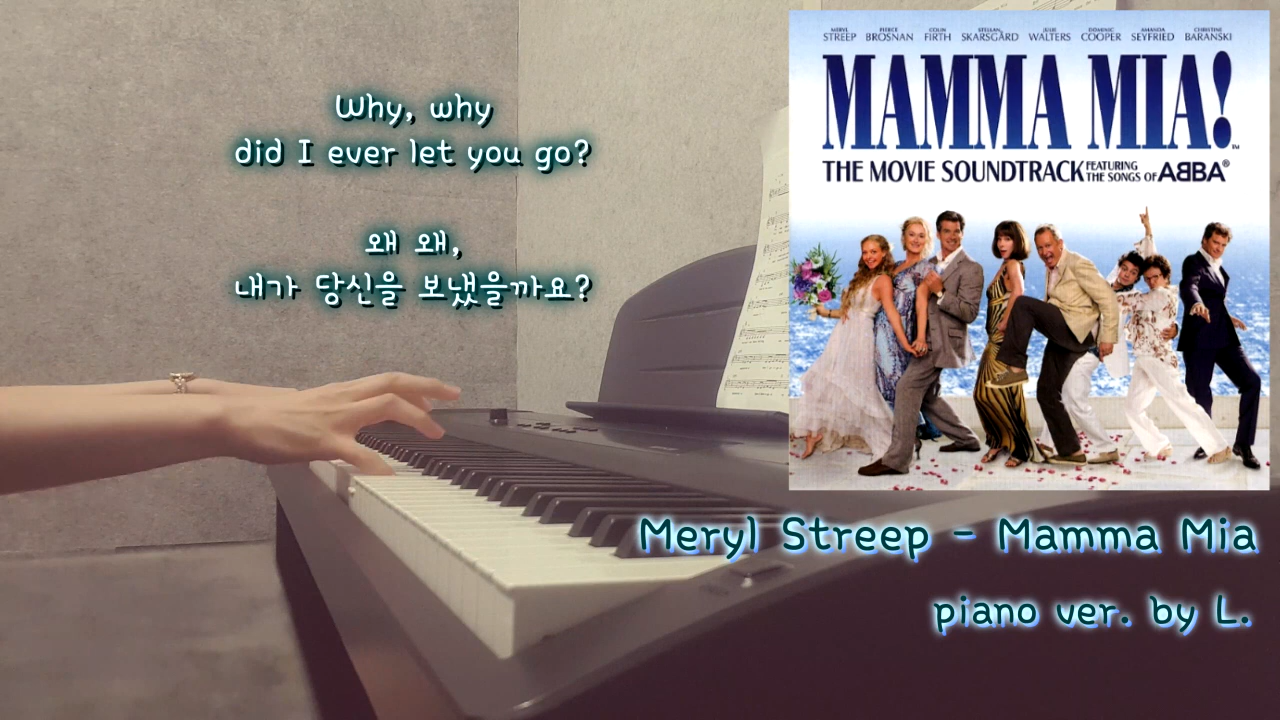 Why, why
did I ever let you go?
왜 왜,
내가 당신을 보냈을까요?
MERYL STREEP PIERCE BROSNAN COLIN FIRTH STELLAN SKARSGÅRD JULIE WALTERS DOMINIC COOPER AMANDA SEYFRIED CHRISTINE BARANSKI
MAMMA MIA!™
THE MOVIE SOUNDTRACK FEATURING THE SONGS OF ABBA®
Meryl Streep - Mamma Mia
piano ver. by L.